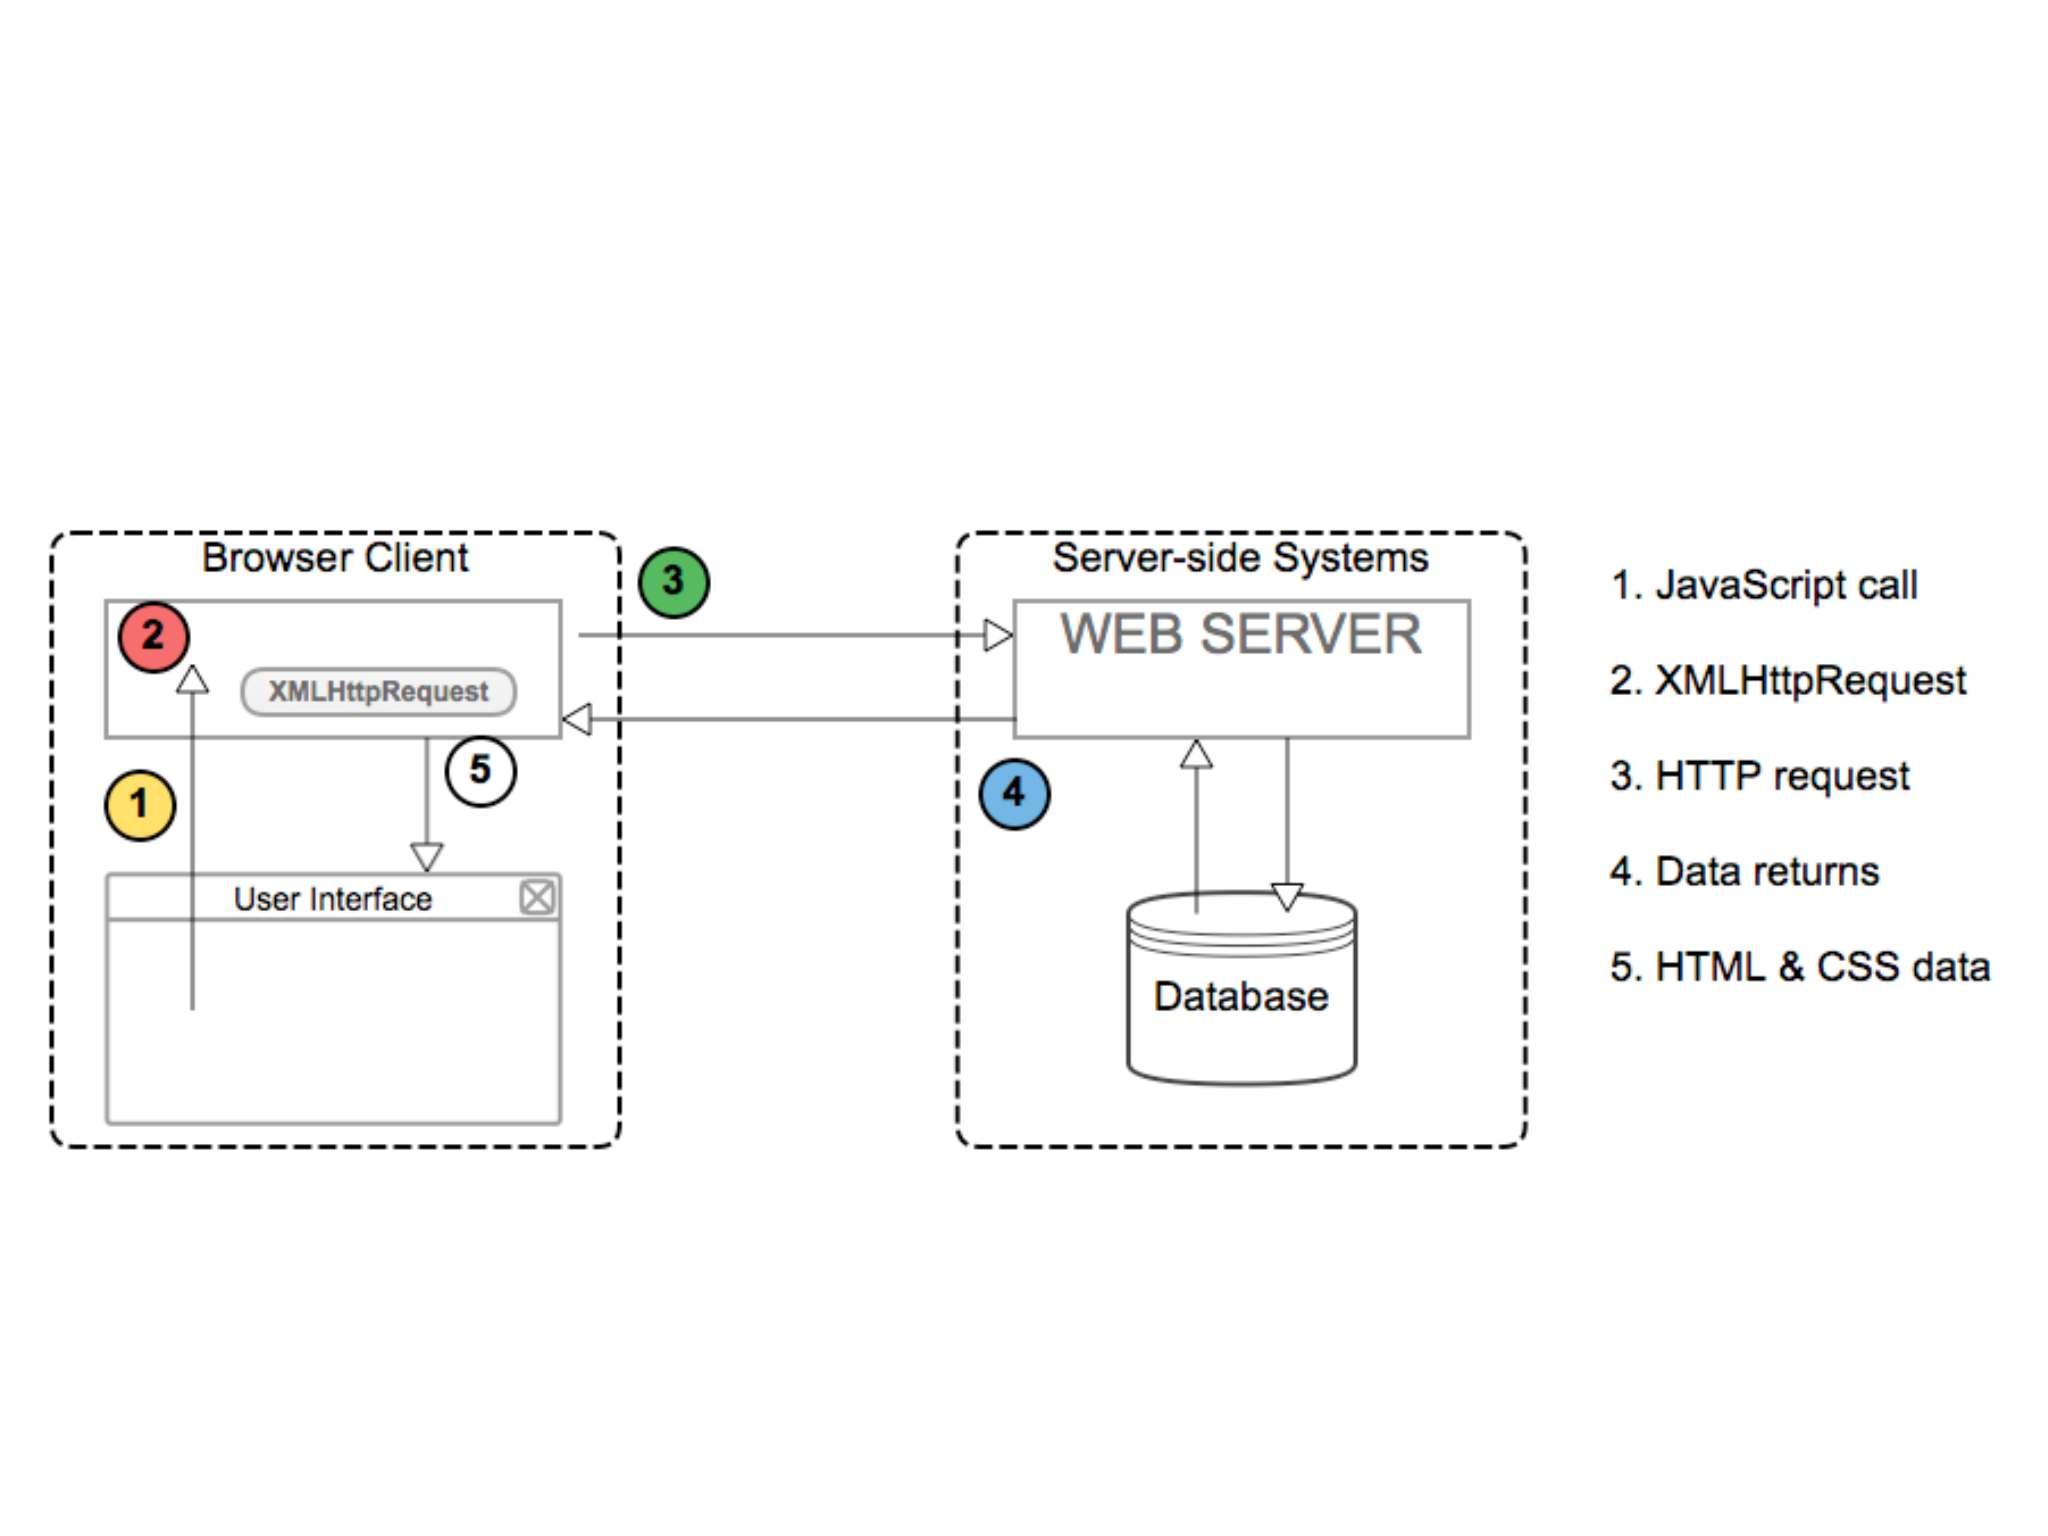 Browser Client
2
XMLHttpRequest
1
5
User Interface
3
Server-side Systems
WEB SERVER
4
Database
1. JavaScript call
2. XMLHttpRequest
3. HTTP request
4. Data returns
5. HTML & CSS data